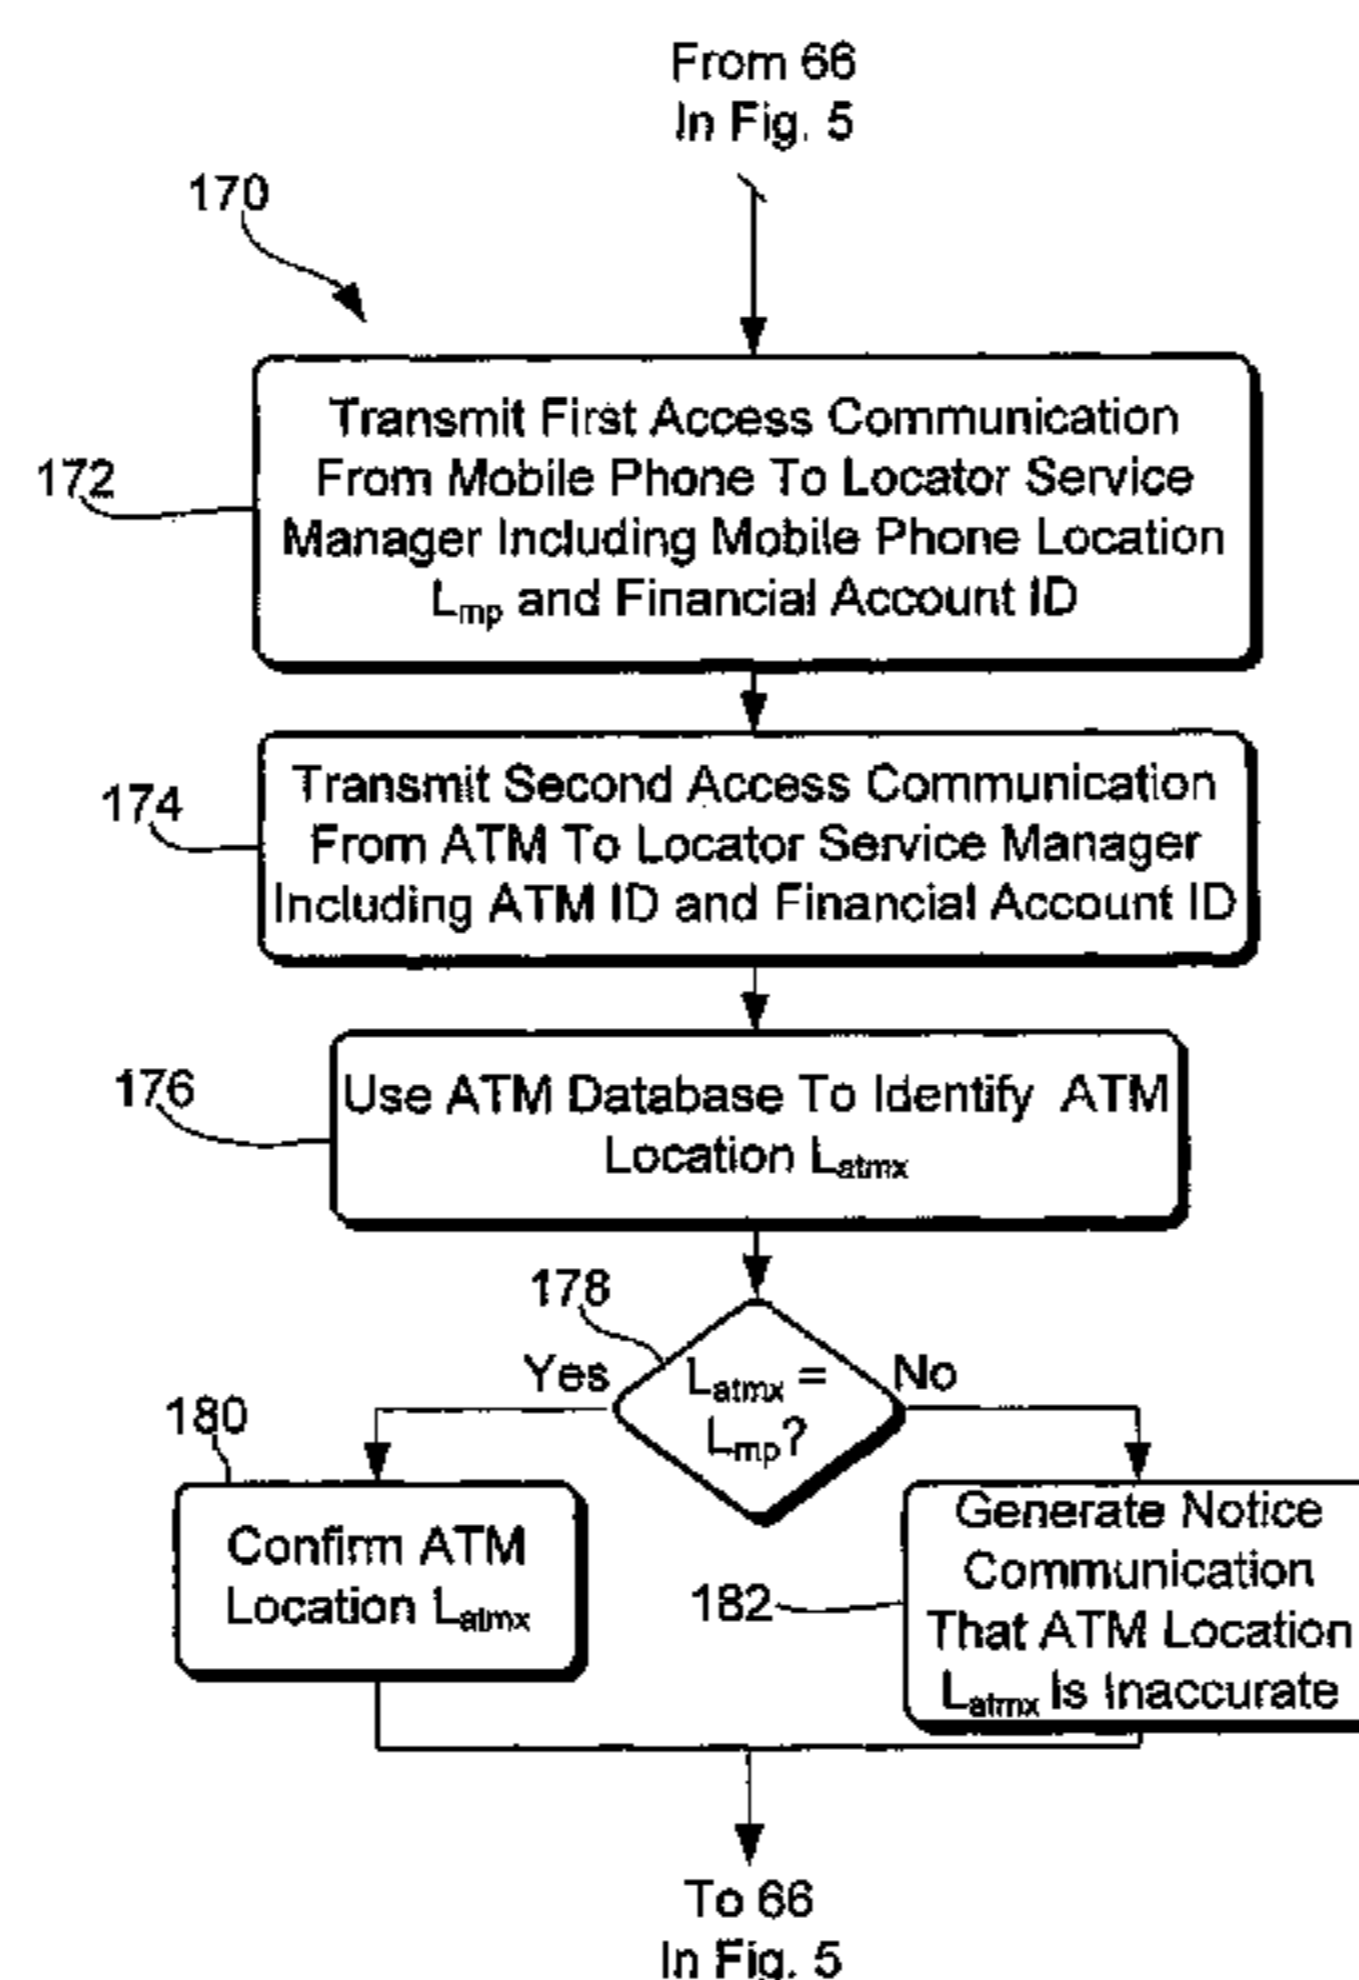 From 66
In Fig. 5
170
Transmit First Access Communication
From Mobile Phone To Locator Service
Manager Including Mobile Phone Location
Lmp and Financial Account ID
172
Transmit Second Access Communication
From ATM To Locator Service Manager
Including ATM ID and Financial Account ID
174
Use ATM Database To Identify ATM
Location Latmx
176
178
Latmx =
Lmp?
Yes
No
180
Confirm ATM
Location Latmx
Generate Notice
Communication
That ATM Location
Latmx Is Inaccurate
182
To 66
In Fig. 5